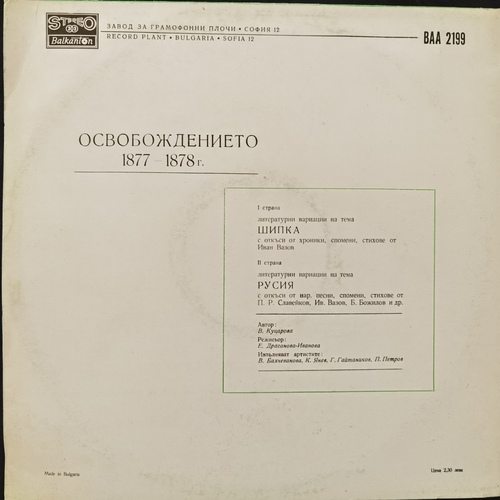 STEREO
Balkanton
ЗАВОД ЗА ГРАМОФОННИ ПЛОЧИ • СОФИЯ 12
RECORD PLANT • BULGARIA • SOFIA 12
ВАА 2199
ОСВОБОЖДЕНИЕТО
1877 – 1878 г.
I страна
литературни вариации на тема
ШИПКА
с откъси от хроники, спомени, стихове от
Иван Вазов
II страна
литературни вариации на тема
РУСИЯ
с откъси от нар. песни, спомени, стихове от
П. Р. Славейков, Ив. Вазов, Б. Божилов и др.
Автор:
В. Куцарова
Режисьор:
Е. Драганова-Иванова
Изпълняват артистите:
В. Бахчеванова, К. Янев, Г. Гайтаников, П. Петров
Made in Bulgaria
Цена 2,30 лева